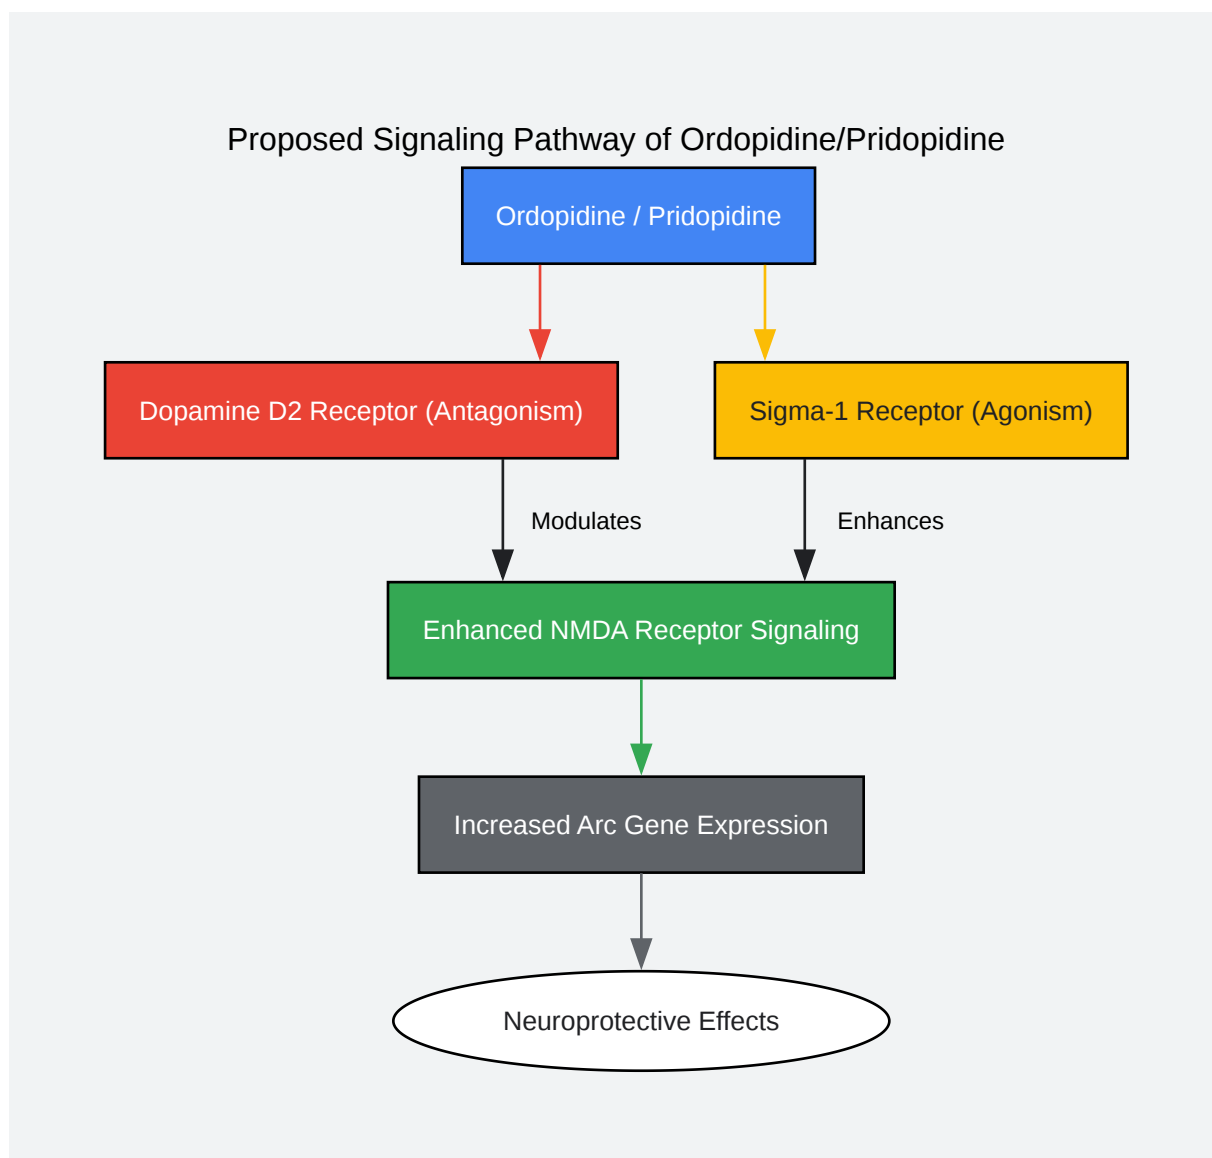 Proposed Signaling Pathway of Ordopidine/Pridopidine
Ordopidine / Pridopidine
Dopamine D2 Receptor (Antagonism)
Sigma-1 Receptor (Agonism)
Modulates
Enhances
Enhanced NMDA Receptor Signaling
Increased Arc Gene Expression
Neuroprotective Effects